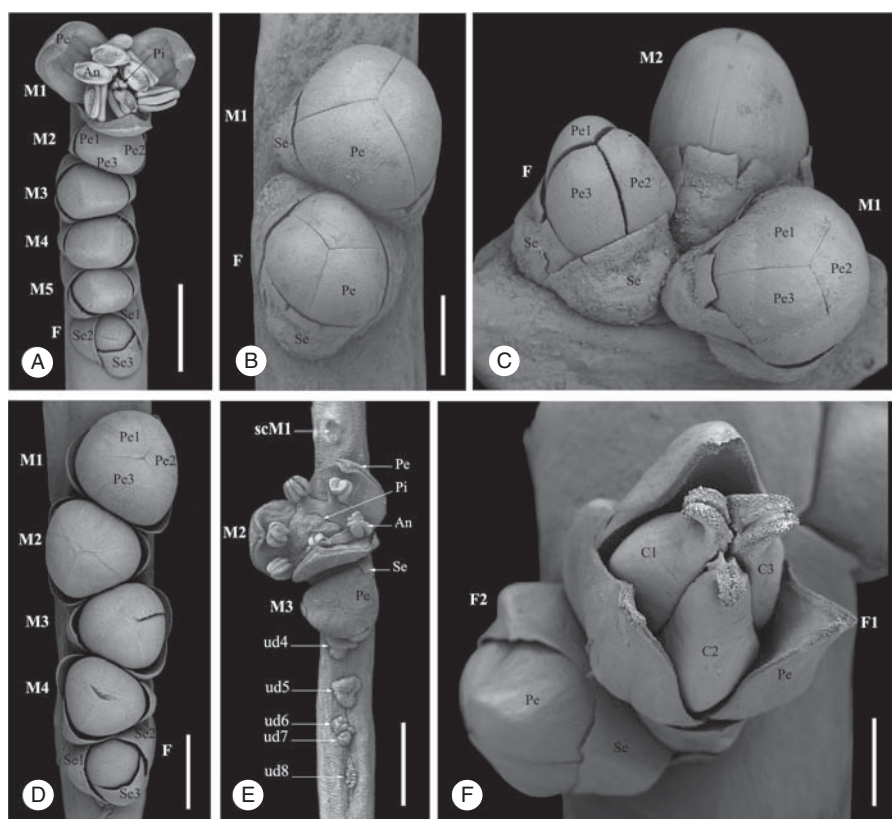 Pe
Pi
An
M1
M2
Pe1
Pe2
Pe3
M3
M4
M5
Se1
F
Se2
Se3
A
M1
Se
Pe
F
Pe
Se
B
M2
Pe1
F
Pe3
Pe2
M1
Se
Se
Pe1
Pe2
Pe3
C
M1
Pe1
Pe2
Pe3
M2
M3
M4
Se2
F
Se1
Se3
D
scM1
Pe
Pi
M2
An
Se
M3
Pe
ud4
ud5
ud6
ud7
ud8
E
C1
C3
F2
F1
C2
Pe
Pe
Se
F